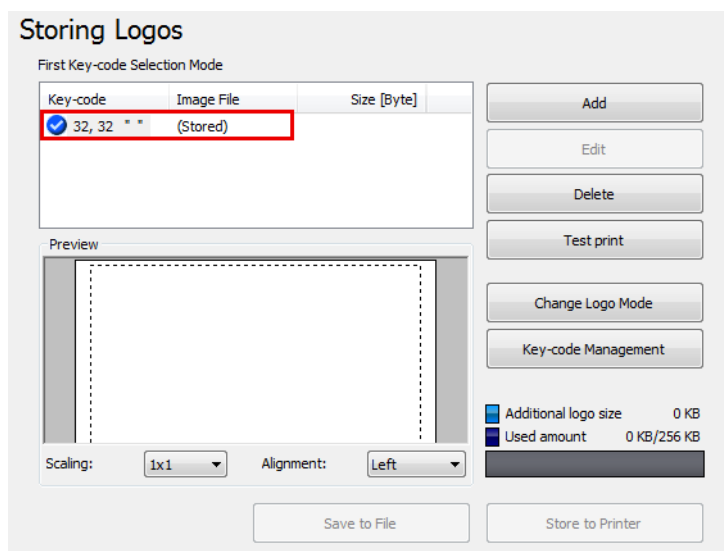 Storing Logos
First Key-code Selection Mode
Key-code Image File Size [Byte]
32, 32 " " (Stored)
Add
Edit
Delete
Test print
Preview
Change Logo Mode
Key-code Management
Additional logo size 0 KB
Used amount 0 KB/256 KB
Scaling: 1x1 Alignment: Left
Save to File
Store to Printer